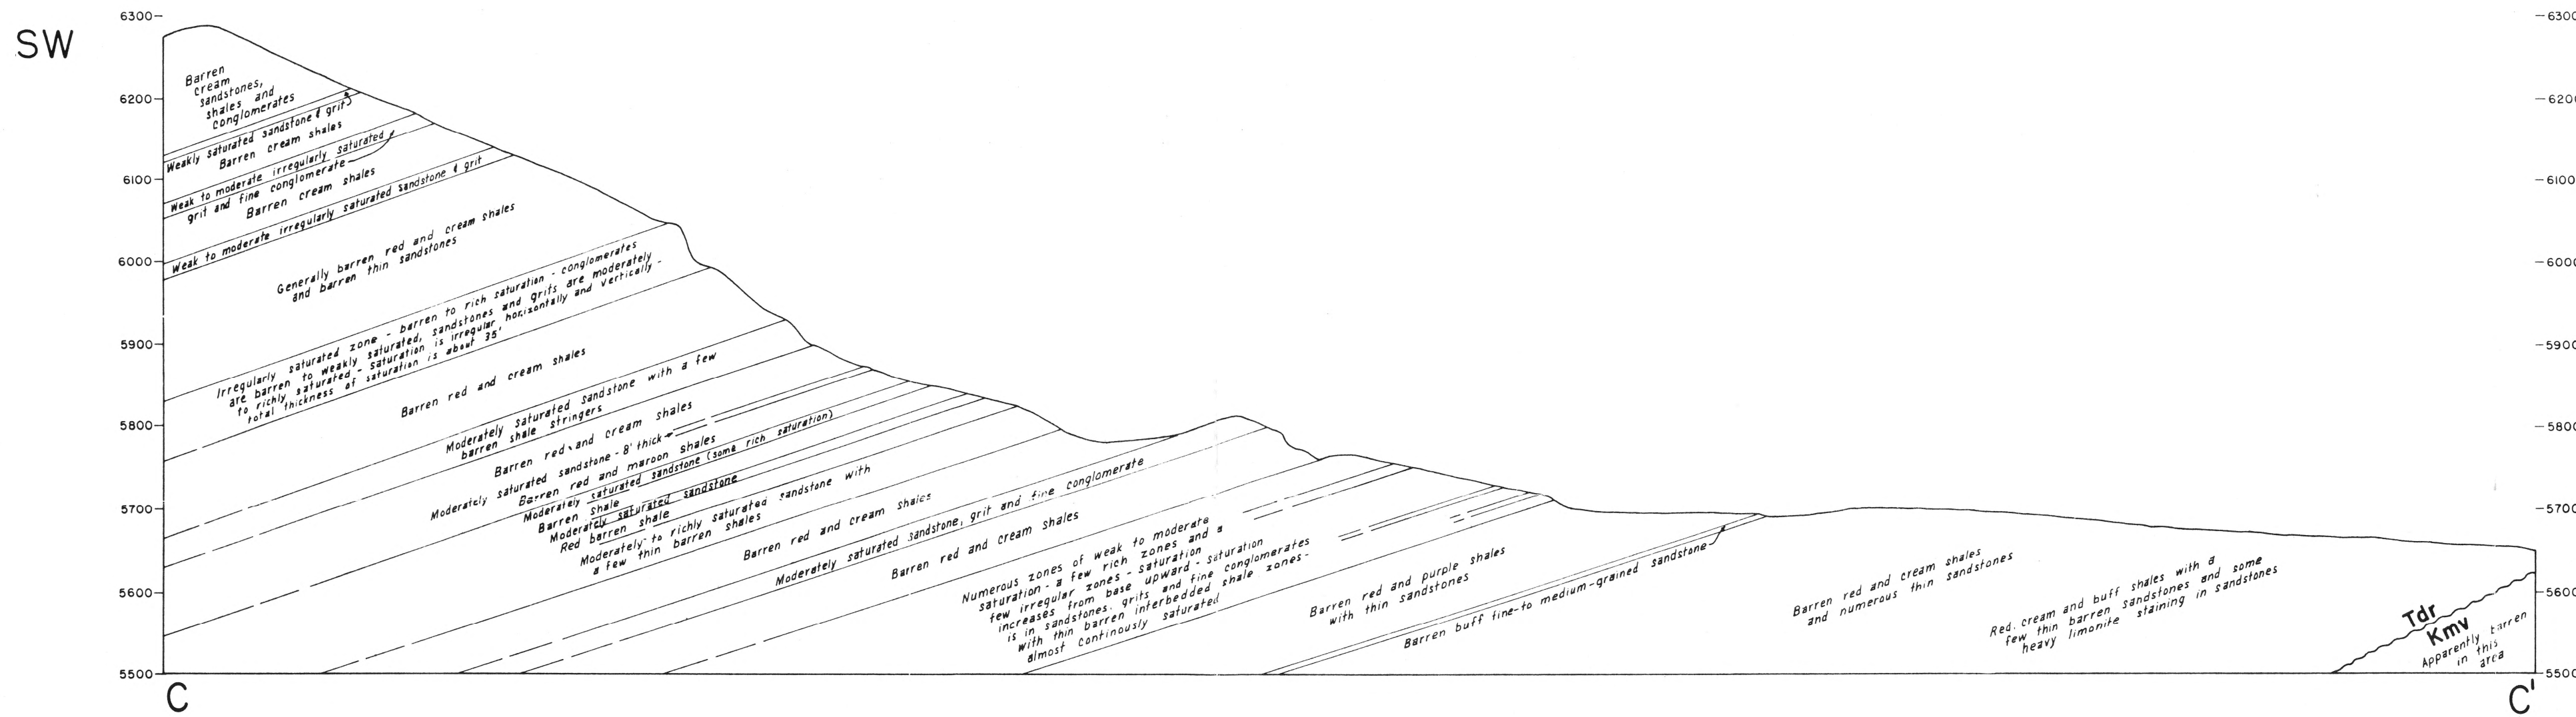 SW
6300
6200
6100
6000
5900
5800
5700
5600
5500
C
Barren
cream
sandstones,
shales and
conglomerates
Weakly saturated sandstone & grit
Barren cream shales
Weak to moderate irregularly saturated
grit and fine conglomerate
Barren cream shales
Weak to moderate irregularly saturated sandstone & grit
Generally barren red and cream shales
and barren thin sandstones
Irregularly saturated zone - barren to rich saturation - conglomerates
are barren to weakly saturated, sandstones and grits are moderately
to richly saturated - saturation is irregular horizontally and vertically -
total thickness of saturation is about 35'
Barren red and cream shales
Moderately saturated sandstone with a few
barren shale stringers
Barren red and cream shales
Moderately saturated sandstone - 8' thick
Barren red and maroon shales
Moderately saturated sandstone (some rich saturation)
Barren shale
Moderately saturated sandstone
Red barren shale
Moderately to richly saturated sandstone with
a few thin barren shales
Barren red and cream shales
Moderately saturated sandstone, grit and fine conglomerate
Barren red and cream shales
Numerous zones of weak to moderate
saturation - a few rich zones and a
few irregular zones - saturation
increases from base upward - saturation
is in sandstones, grits and fine conglomerates
with thin barren interbedded shale zones -
almost continously saturated
Barren red and purple shales
with thin sandstones
Barren buff fine-to medium-grained sandstone
Barren red and cream shales
and numerous thin sandstones
Red, cream and buff shales with a
few thin barren sandstones and some
heavy limonite staining in sandstones
Tdr
Kmv
Apparently barren
in this
area
6300
6200
6100
6000
5900
5800
5700
5600
5500
C'